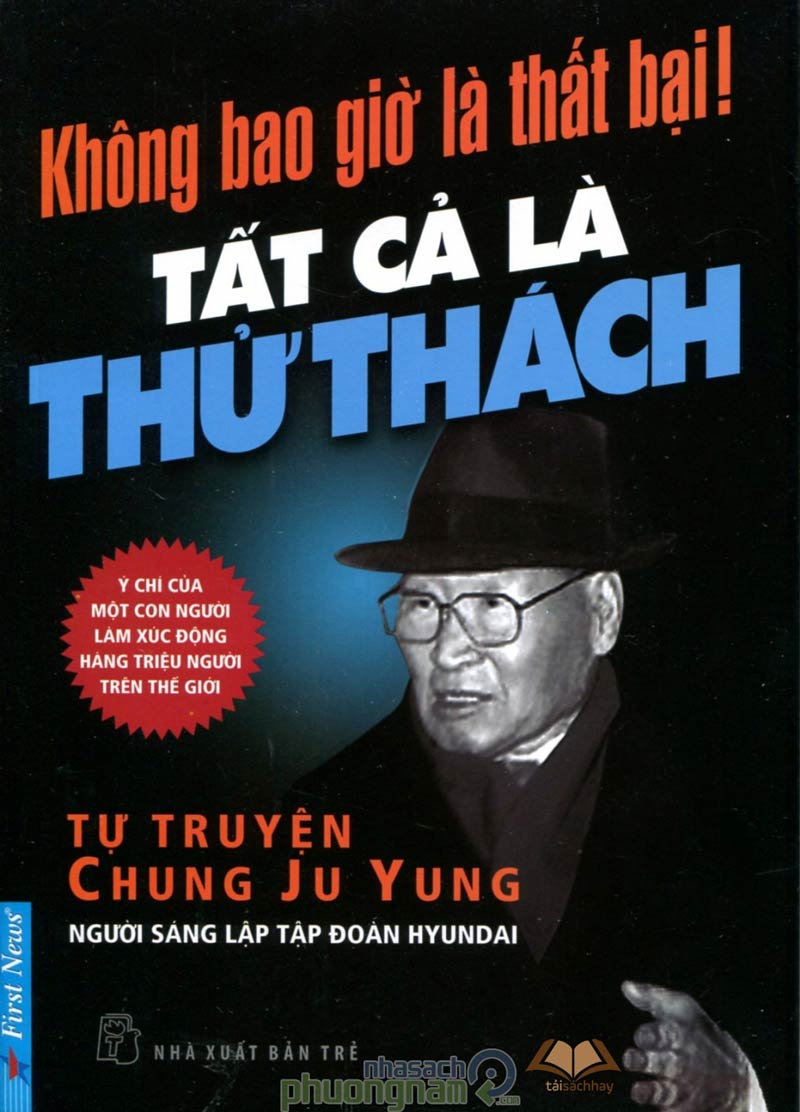 Không bao giờ là thất bại!
TẤT CẢ LÀ
THỬ THÁCH
Ý CHÍ CỦA
MỘT CON NGƯỜI
LÀM XÚC ĐỘNG
HÀNG TRIỆU NGƯỜI
TRÊN THẾ GIỚI
TỰ TRUYỆN
CHUNG JU YUNG
NGƯỜI SÁNG LẬP TẬP ĐOÀN HYUNDAI
First News
NHÀ XUẤT BẢN TRẺ
nhasach
phuongnam
.com
tảisáchhay